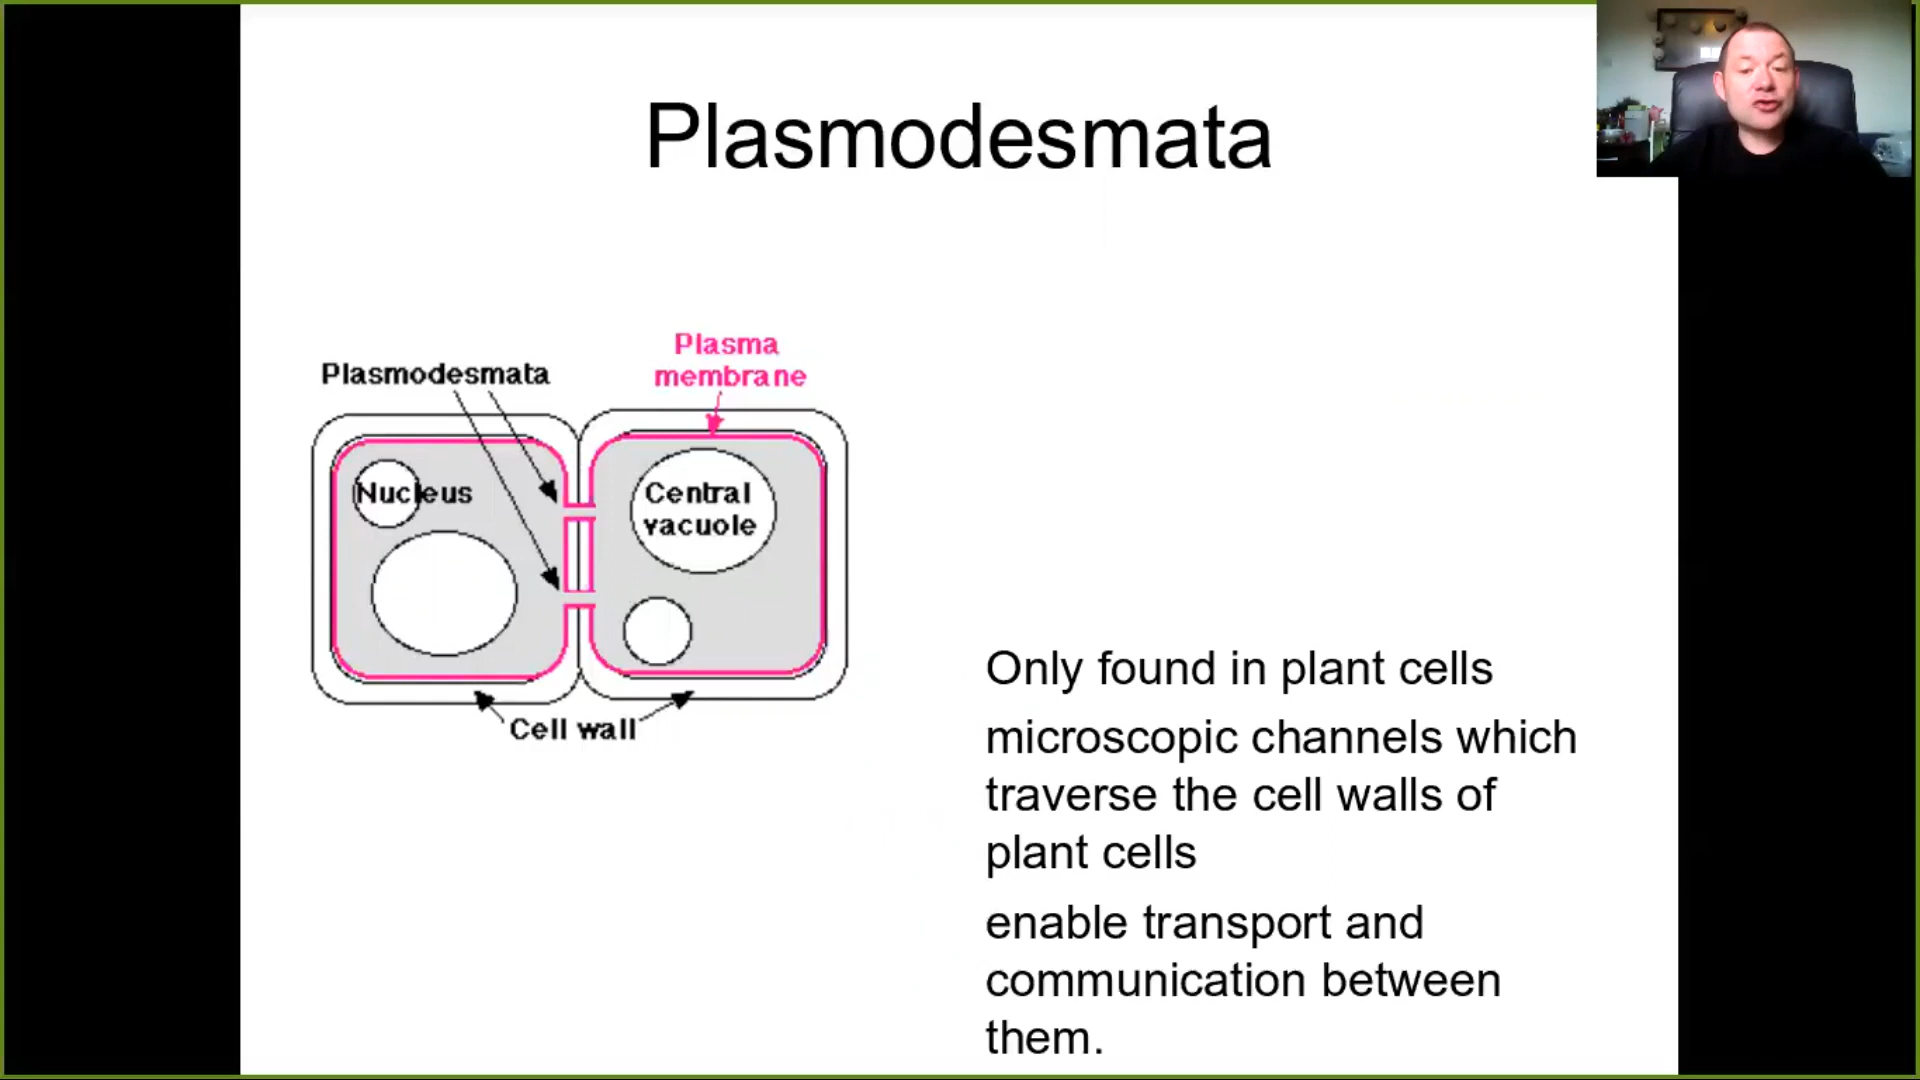 Plasmodesmata
Plasma
membrane
Plasmodesmata
Nucleus
Central
vacuole
Cell wall
Only found in plant cells
microscopic channels which
traverse the cell walls of
plant cells
enable transport and
communication between
them.